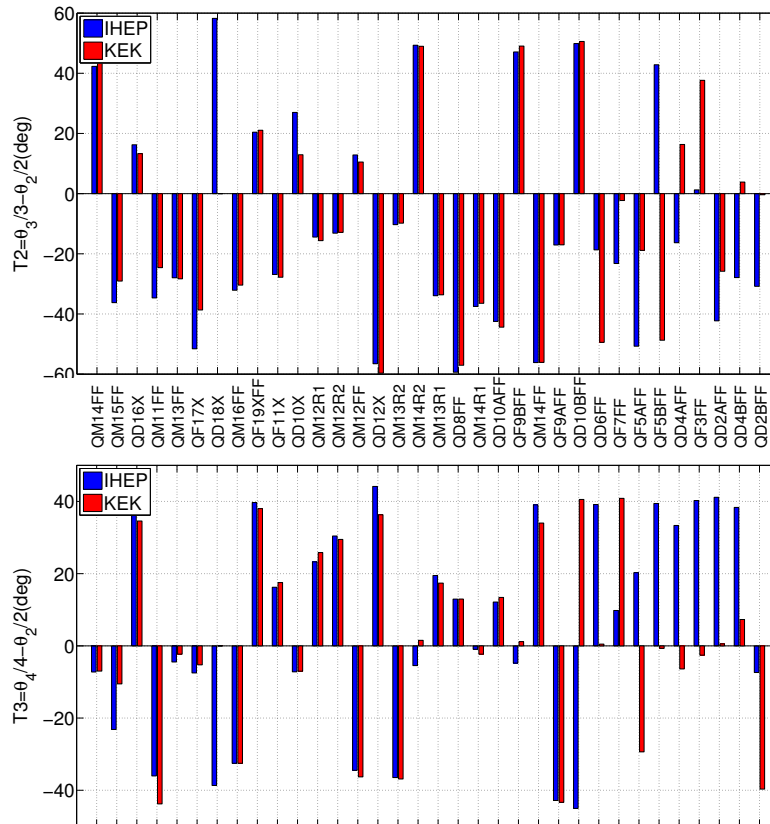 T2=θ₃/3−θ₂/2(deg)
60
40
20
0
−20
−40
−60
IHEP
KEK
QM14FF
QM15FF
QD16X
QM11FF
QM13FF
QF17X
QD18X
QM16FF
QF19XFF
QF11X
QD10X
QM12R1
QM12R2
QM12FF
QD12X
QM13R2
QM14R2
QM13R1
QD8FF
QM14R1
QD10AFF
QF9BFF
QM14FF
QF9AFF
QD10BFF
QD6FF
QF7FF
QF5AFF
QF5BFF
QD4AFF
QF3FF
QD2AFF
QD4BFF
QD2BFF
T3=θ₄/4−θ₂/2(deg)
40
20
0
−20
−40
IHEP
KEK